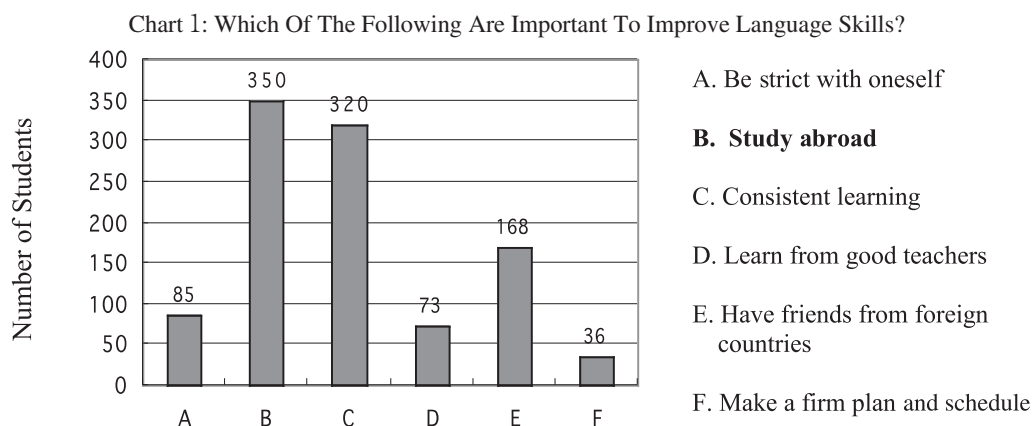 Chart 1: Which Of The Following Are Important To Improve Language Skills?
Number of Students
400
350
300
250
200
150
100
50
0
85
350
320
73
168
36
A
B
C
D
E
F
A. Be strict with oneself
B. Study abroad
C. Consistent learning
D. Learn from good teachers
E. Have friends from foreign
countries
F. Make a firm plan and schedule